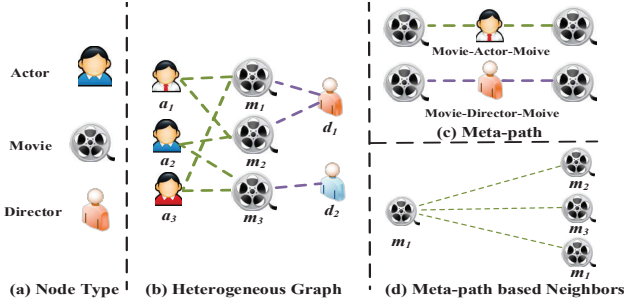 Actor
Movie
Director
(a) Node Type
a1
a2
a3
m1
m2
m3
d1
d2
(b) Heterogeneous Graph
Movie-Actor-Moive
Movie-Director-Moive
(c) Meta-path
m1
m2
m3
m1
(d) Meta-path based Neighbors